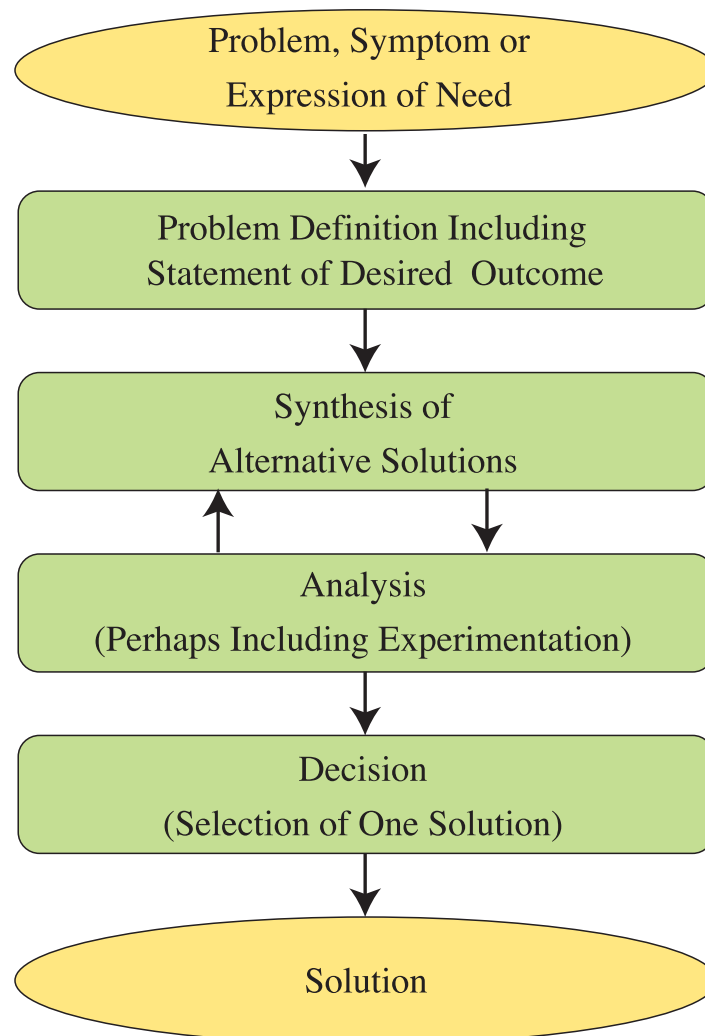 Problem, Symptom or
Expression of Need
Problem Definition Including
Statement of Desired Outcome
Synthesis of
Alternative Solutions
Analysis
(Perhaps Including Experimentation)
Decision
(Selection of One Solution)
Solution